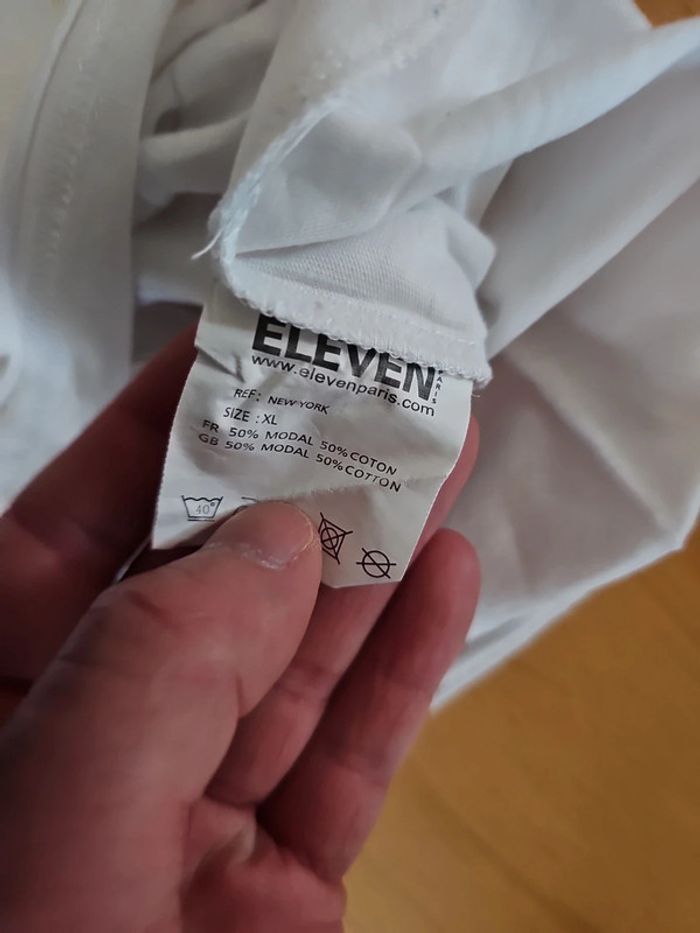 ELEVEN
PARIS
www.elevenparis.com
REF: NEW YORK
SIZE :XL
FR 50% MODAL 50%COTON
GB 50% MODAL 50%COTTON
40°